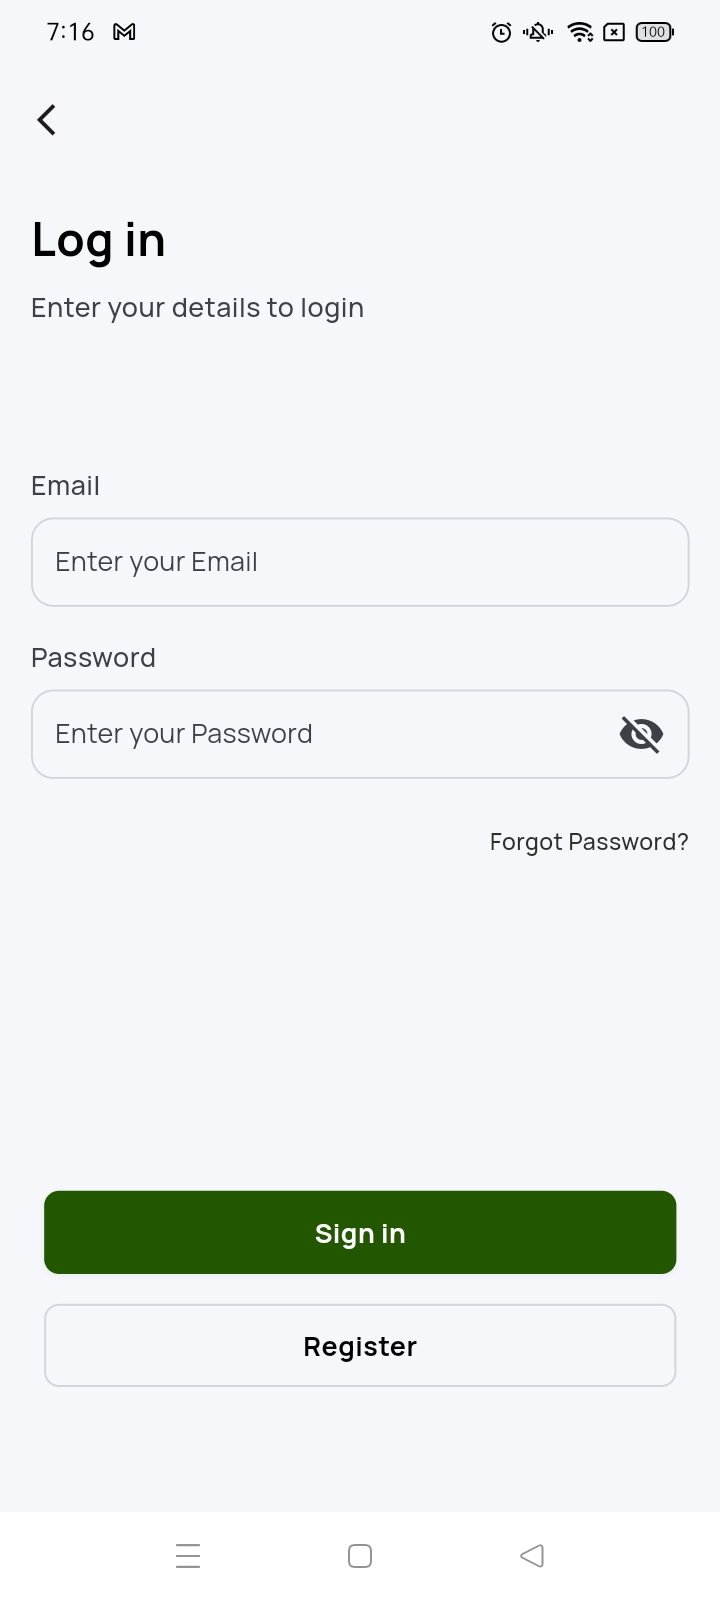 7:16
100
Log in
Enter your details to login
Email
Enter your Email
Password
Enter your Password
Forgot Password?
Sign in
Register